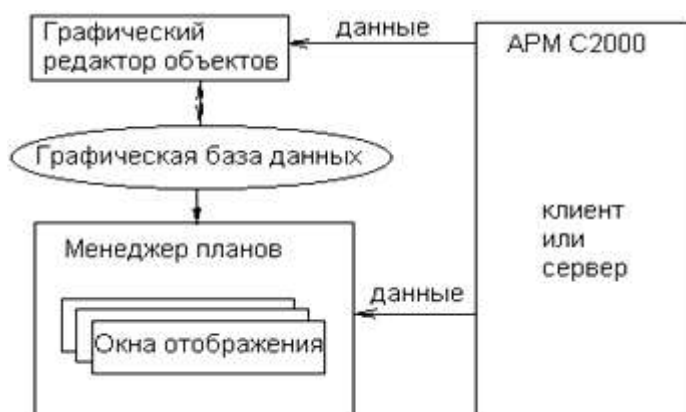 Графический
редактор объектов
данные
АРМ С2000
Графическая база данных
клиент
или
сервер
Менеджер планов
данные
Окна отображения